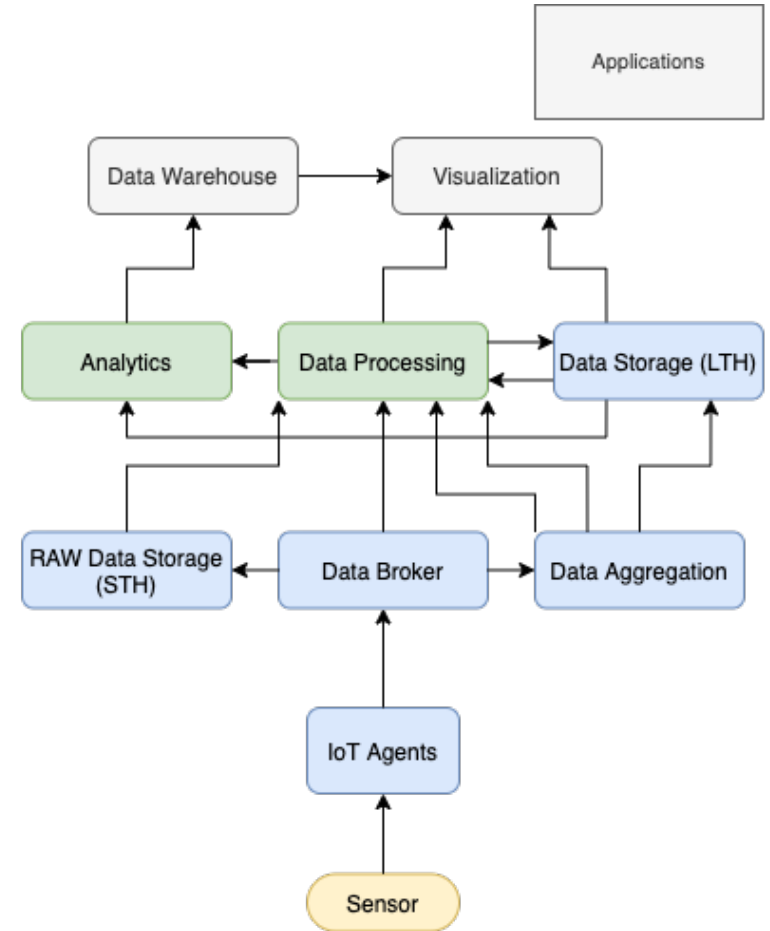 Applications
Data Warehouse
Visualization
Analytics
Data Processing
Data Storage (LTH)
RAW Data Storage
(STH)
Data Broker
Data Aggregation
IoT Agents
Sensor